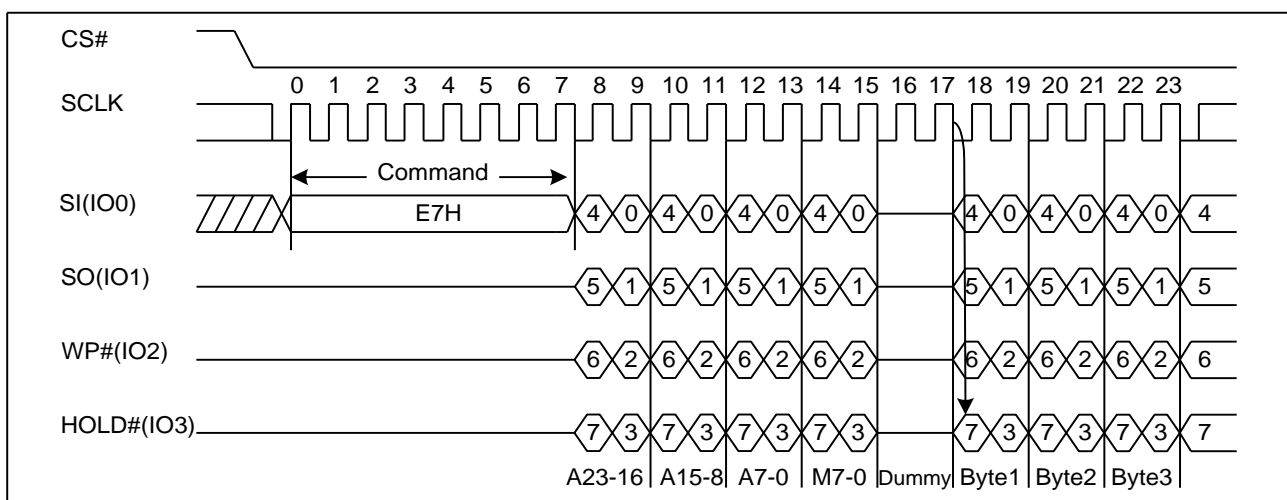 CS#
0 1 2 3 4 5 6 7 8 9 10 11 12 13 14 15 16 17 18 19 20 21 22 23
SCLK
Command
SI(IO0)
E7H 4 0 4 0 4 0 4 0 4 0 4 0 4 0 4
SO(IO1) 5 1 5 1 5 1 5 1 5 1 5 1 5 1 5
WP#(IO2) 6 2 6 2 6 2 6 2 6 2 6 2 6 2 6
HOLD#(IO3) 7 3 7 3 7 3 7 3 7 3 7 3 7 3 7
A23-16 A15-8 A7-0 M7-0 Dummy Byte1 Byte2 Byte3